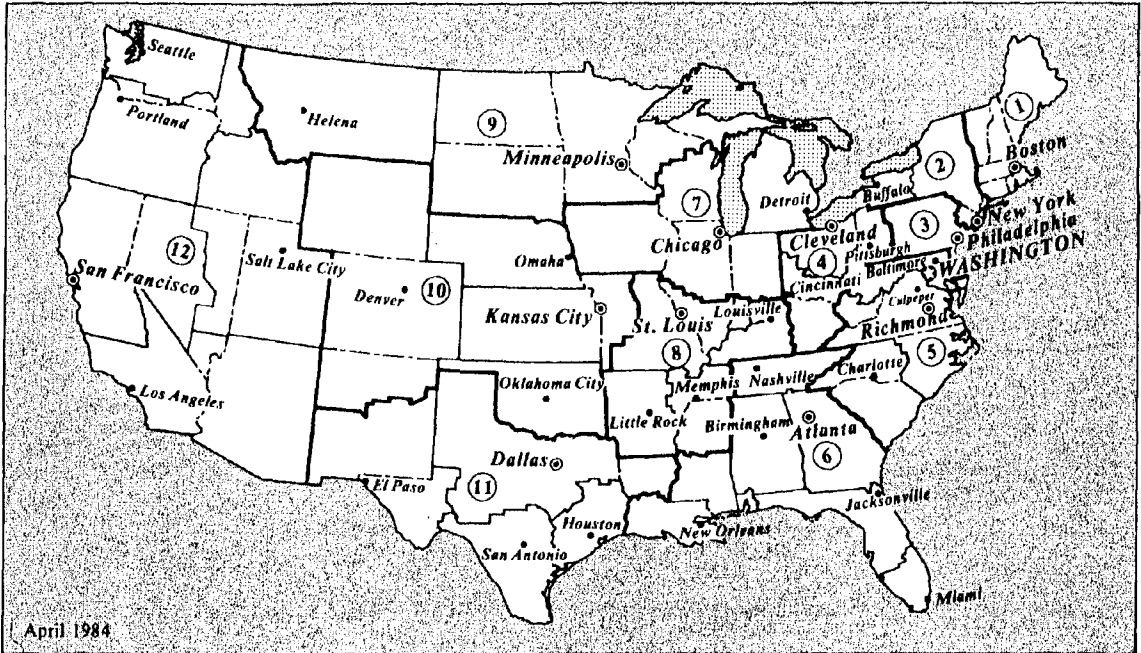 Seattle
Portland
Helena
9
Minneapolis
1
Boston
2
Buffalo
Detroit
7
Chicago
Cleveland
3
New York
Philadelphia
Pittsburgh
4
Baltimore
WASHINGTON
Cincinnati
Culpeper
Richmond
12
San Francisco
Salt Lake City
Denver
10
Omaha
Kansas City
St. Louis
Louisville
8
5
Charlotte
Los Angeles
Oklahoma City
Memphis
Nashville
Little Rock
Birmingham
Atlanta
6
Dallas
11
El Paso
Houston
San Antonio
New Orleans
Jacksonville
Miami
April 1984